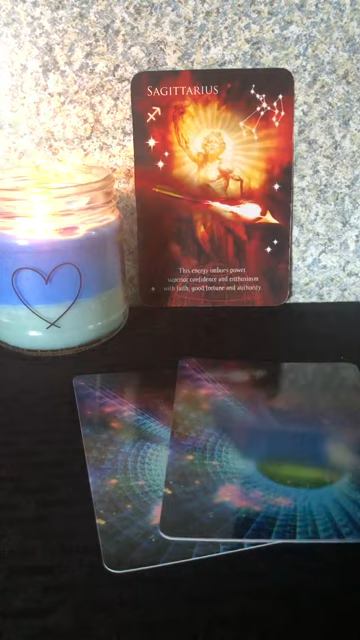 SAGITTARIUS
This energy imbues power,
superior confidence and enthusiasm
with faith, good fortune and authority.